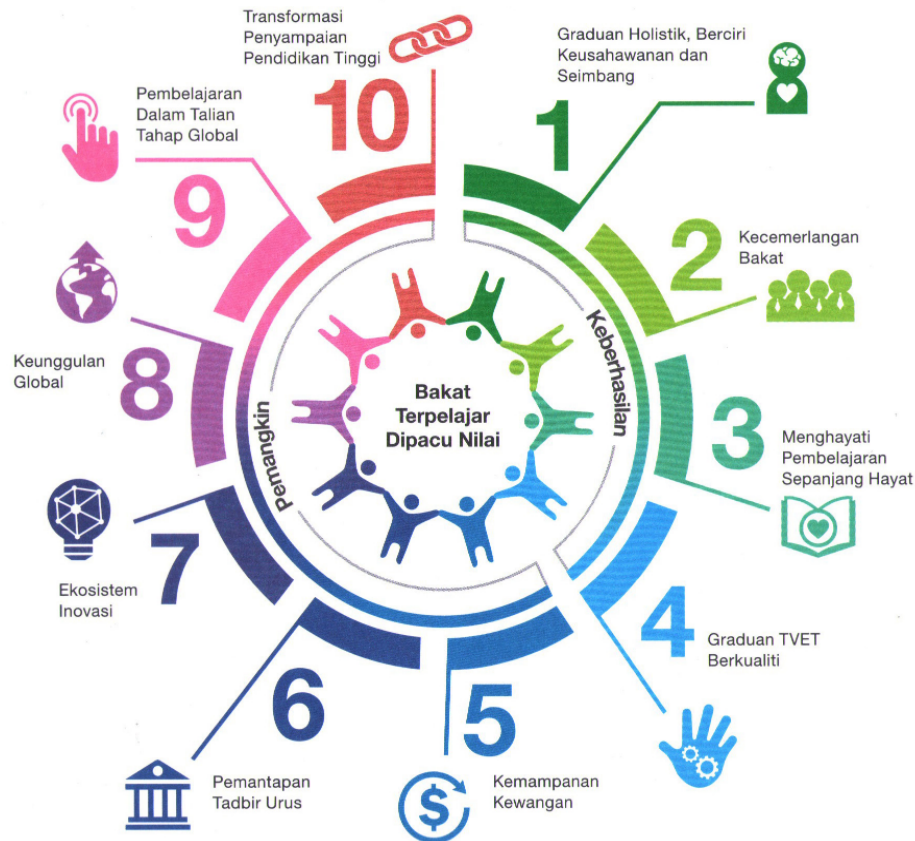 1
Graduan Holistik, Berciri
Keusahawanan dan
Seimbang
2
Kecemerlangan
Bakat
3
Menghayati
Pembelajaran
Sepanjang Hayat
4
Graduan TVET
Berkualiti
5
Kemampanan
Kewangan
$
6
Pemantapan
Tadbir Urus
7
Ekosistem
Inovasi
8
Keunggulan
Global
9
Pembelajaran
Dalam Talian
Tahap Global
10
Transformasi
Penyampaian
Pendidikan Tinggi
Keberhasilan
Pemangkin
Bakat
Terpelajar
Dipacu Nilai